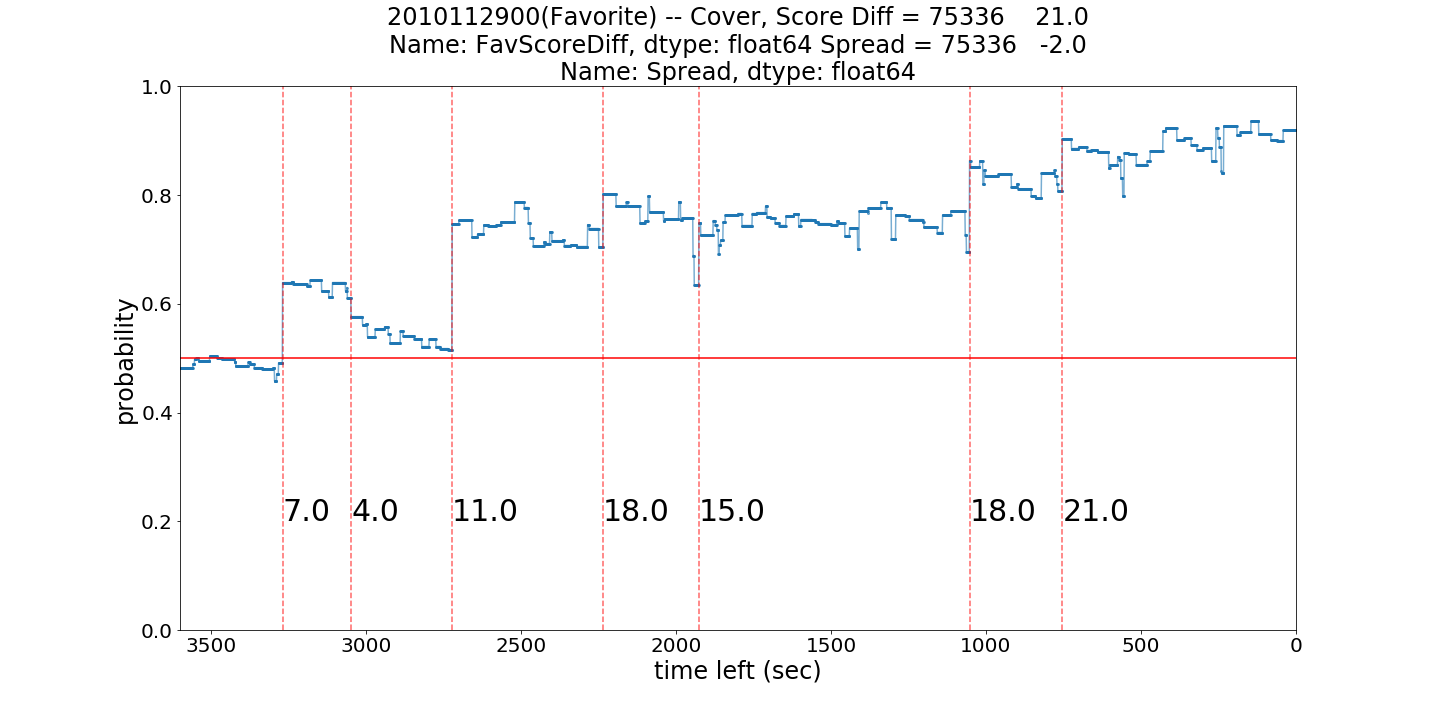 2010112900(Favorite) -- Cover, Score Diff = 75336    21.0
Name: FavScoreDiff, dtype: float64 Spread = 75336   -2.0
Name: Spread, dtype: float64
1.0
0.8
0.6
0.4
0.2
0.0
probability
7.0 4.0 11.0 18.0 15.0 18.0 21.0
3500 3000 2500 2000 1500 1000 500 0
time left (sec)